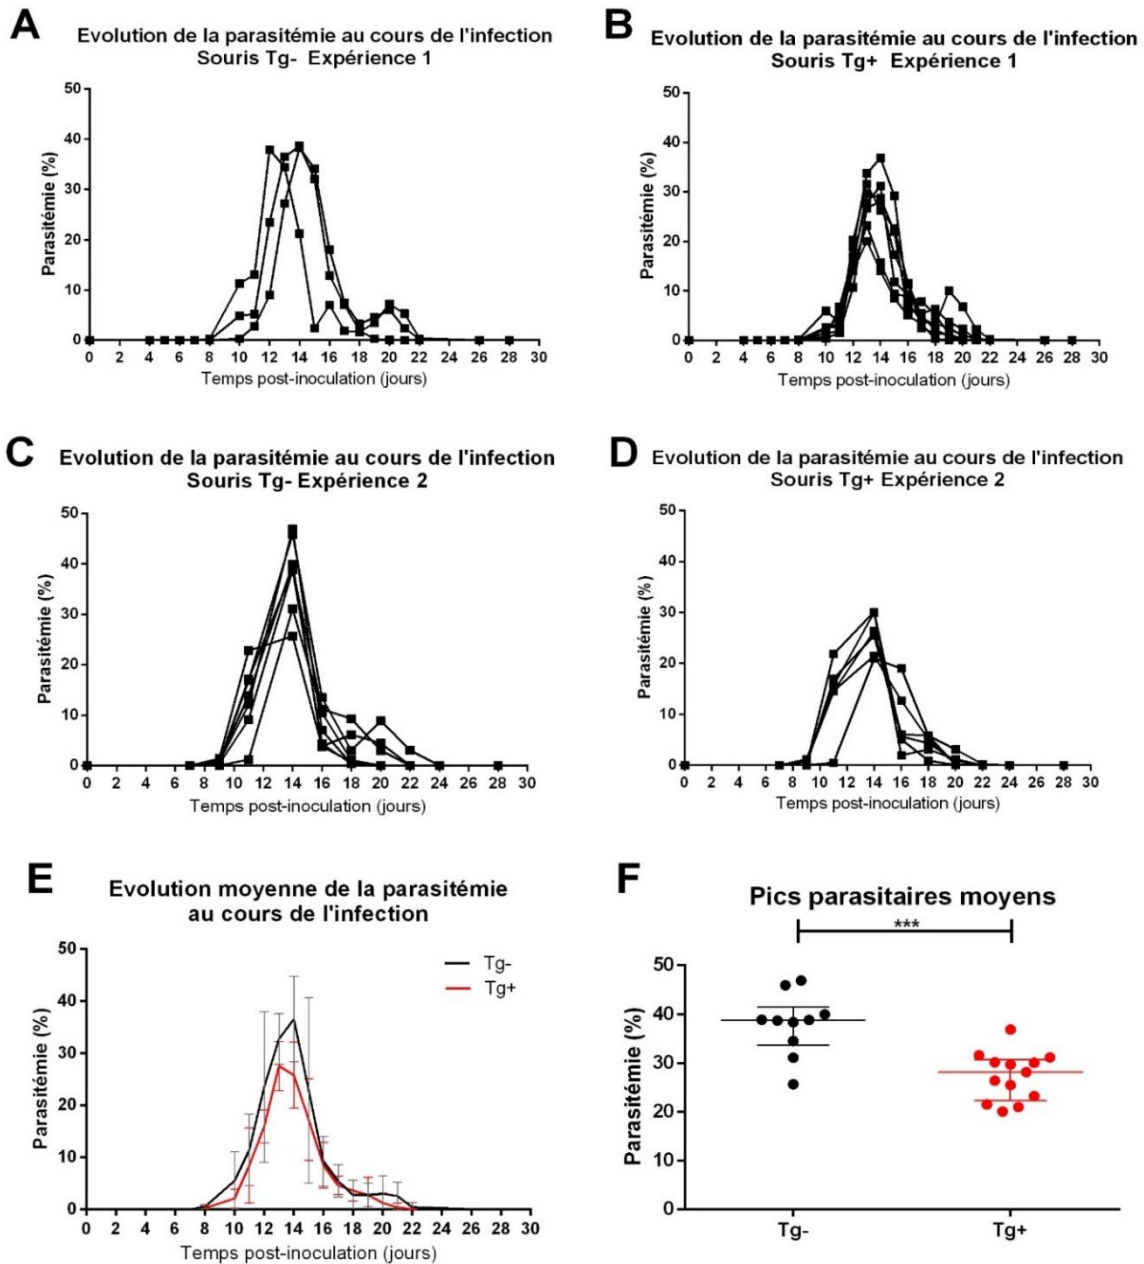 A
Evolution de la parasitémie au cours de l'infection
Souris Tg- Expérience 1
Parasitémie (%)
50
40
30
20
10
0
0 2 4 6 8 10 12 14 16 18 20 22 24 26 28 30
Temps post-inoculation (jours)
B
Evolution de la parasitémie au cours de l'infection
Souris Tg+ Expérience 1
Parasitémie (%)
50
40
30
20
10
0
0 2 4 6 8 10 12 14 16 18 20 22 24 26 28 30
Temps post-inoculation (jours)
C
Evolution de la parasitémie au cours de l'infection
Souris Tg- Expérience 2
Parasitémie (%)
50
40
30
20
10
0
0 2 4 6 8 10 12 14 16 18 20 22 24 26 28 30
Temps post-inoculation (jours)
D
Evolution de la parasitémie au cours de l'infection
Souris Tg+ Expérience 2
Parasitémie (%)
50
40
30
20
10
0
0 2 4 6 8 10 12 14 16 18 20 22 24 26 28 30
Temps post-inoculation (jours)
E
Evolution moyenne de la parasitémie
au cours de l'infection
Parasitémie (%)
50
40
30
20
10
0
Tg-
Tg+
0 2 4 6 8 10 12 14 16 18 20 22 24 26 28 30
Temps post-inoculation (jours)
F
Pics parasitaires moyens
***
Parasitémie (%)
50
40
30
20
10
0
Tg- Tg+